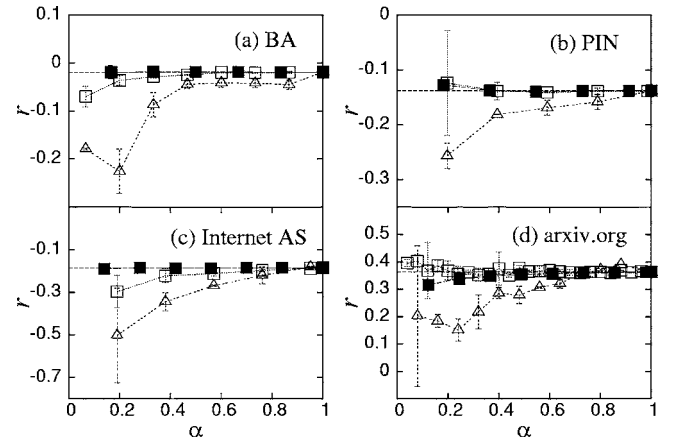 (a) BA
0
-0.1
-0.2
r
(b) PIN
0
-0.1
-0.2
-0.3
r
(c) Internet AS
-0.1
-0.3
-0.5
-0.7
r
0 0.2 0.4 0.6 0.8 1
α
(d) arxiv.org
0.5
0.4
0.3
0.2
0.1
0
r
0 0.2 0.4 0.6 0.8 1
α